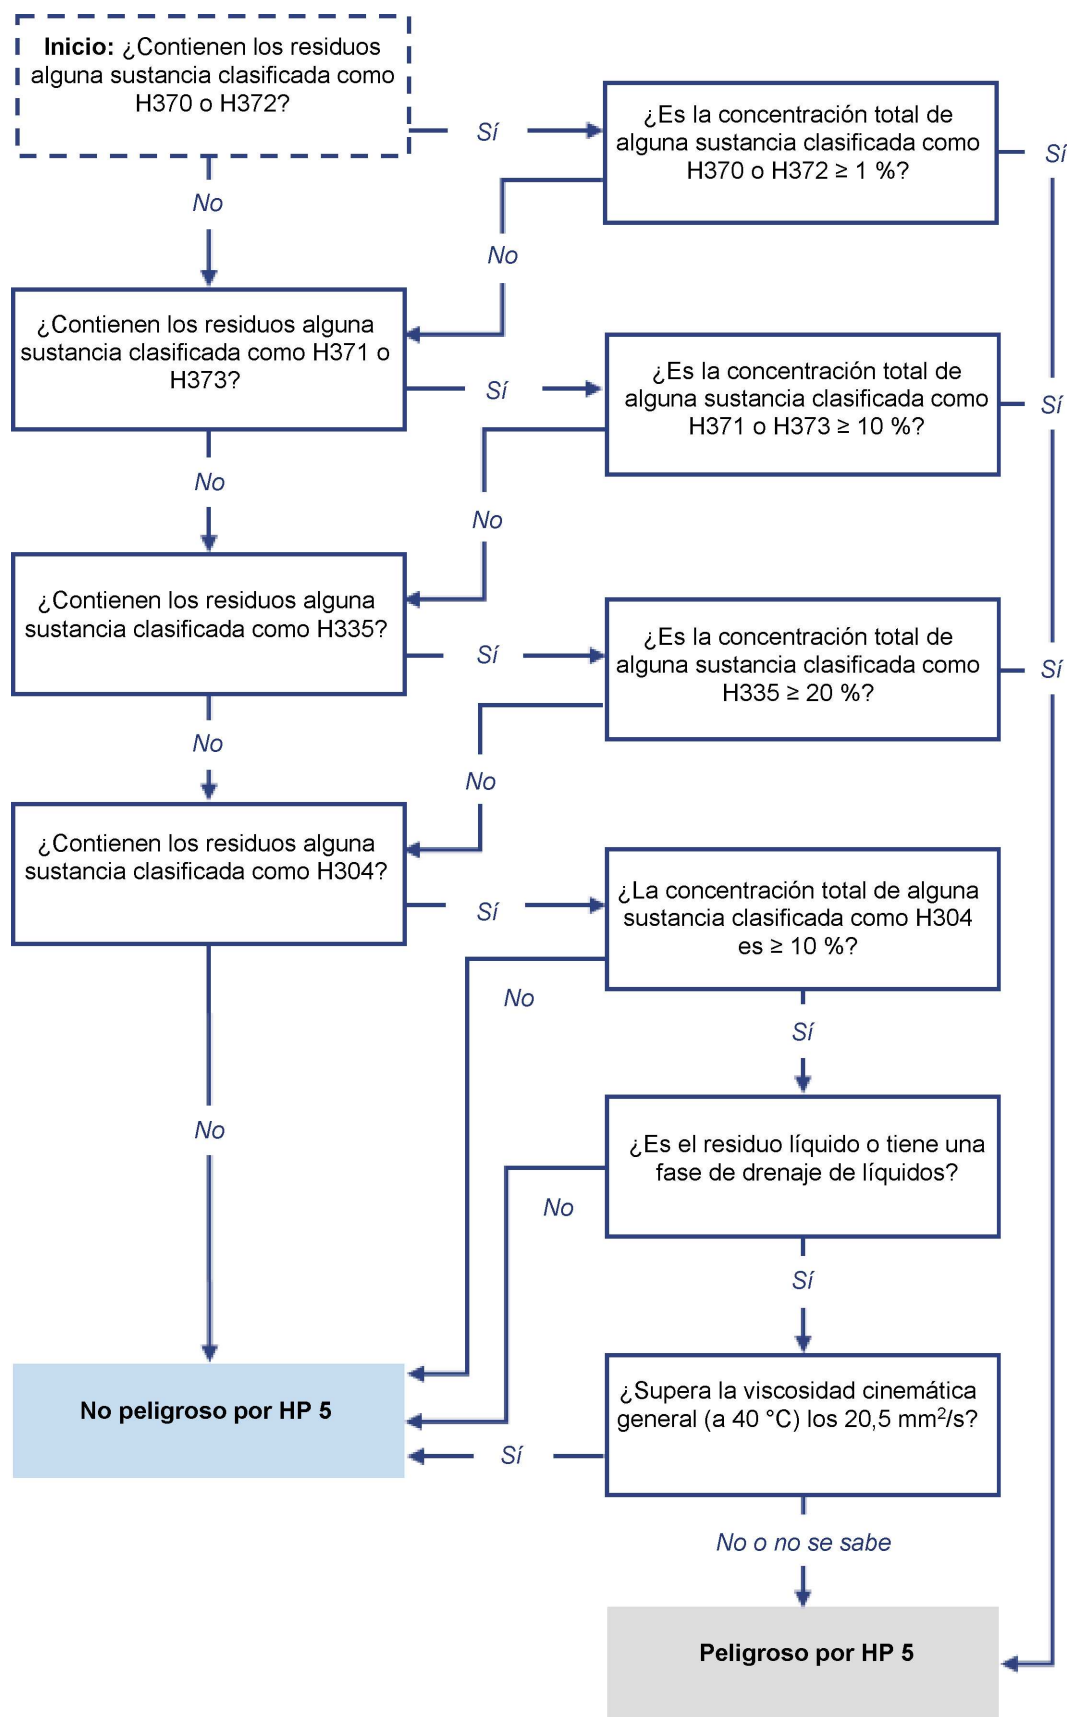 Inicio: ¿Contienen los residuos
alguna sustancia clasificada como
H370 o H372?
Sí
¿Es la concentración total de
alguna sustancia clasificada como
H370 o H372 ≥ 1 %?
Sí
No
No
¿Contienen los residuos alguna
sustancia clasificada como H371 o
H373?
Sí
¿Es la concentración total de
alguna sustancia clasificada como
H371 o H373 ≥ 10 %?
Sí
No
No
¿Contienen los residuos alguna
sustancia clasificada como H335?
Sí
¿Es la concentración total de
alguna sustancia clasificada como
H335 ≥ 20 %?
Sí
No
No
¿Contienen los residuos alguna
sustancia clasificada como H304?
Sí
¿La concentración total de alguna
sustancia clasificada como H304
es ≥ 10 %?
No
Sí
No
¿Es el residuo líquido o tiene una
fase de drenaje de líquidos?
No
Sí
No peligroso por HP 5
¿Supera la viscosidad cinemática
general (a 40 °C) los 20,5 mm²/s?
Sí
No o no se sabe
Peligroso por HP 5